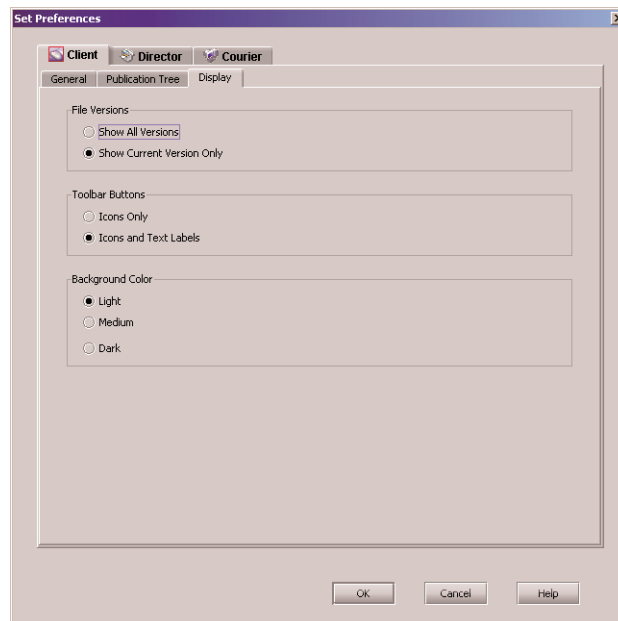 Set Preferences
Client Director Courier
General Publication Tree Display
File Versions
Show All Versions
Show Current Version Only
Toolbar Buttons
Icons Only
Icons and Text Labels
Background Color
Light
Medium
Dark
OK Cancel Help